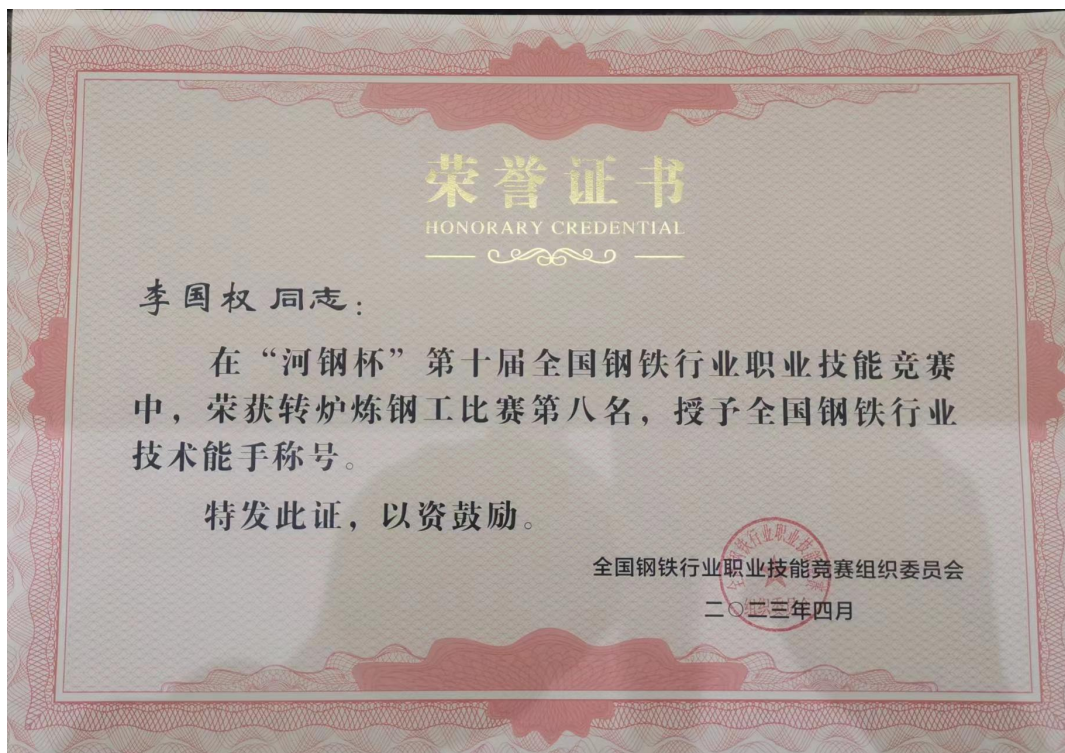 荣誉证书
HONORARY CREDENTIAL
李国权 同志：
在“河钢杯”第十届全国钢铁行业职业技能竞赛
中，荣获转炉炼钢工比赛第八名，授予全国钢铁行业
技术能手称号。
特发此证，以资鼓励。
全国钢铁行业职业技能竞赛组织委员会
二〇二三年四月